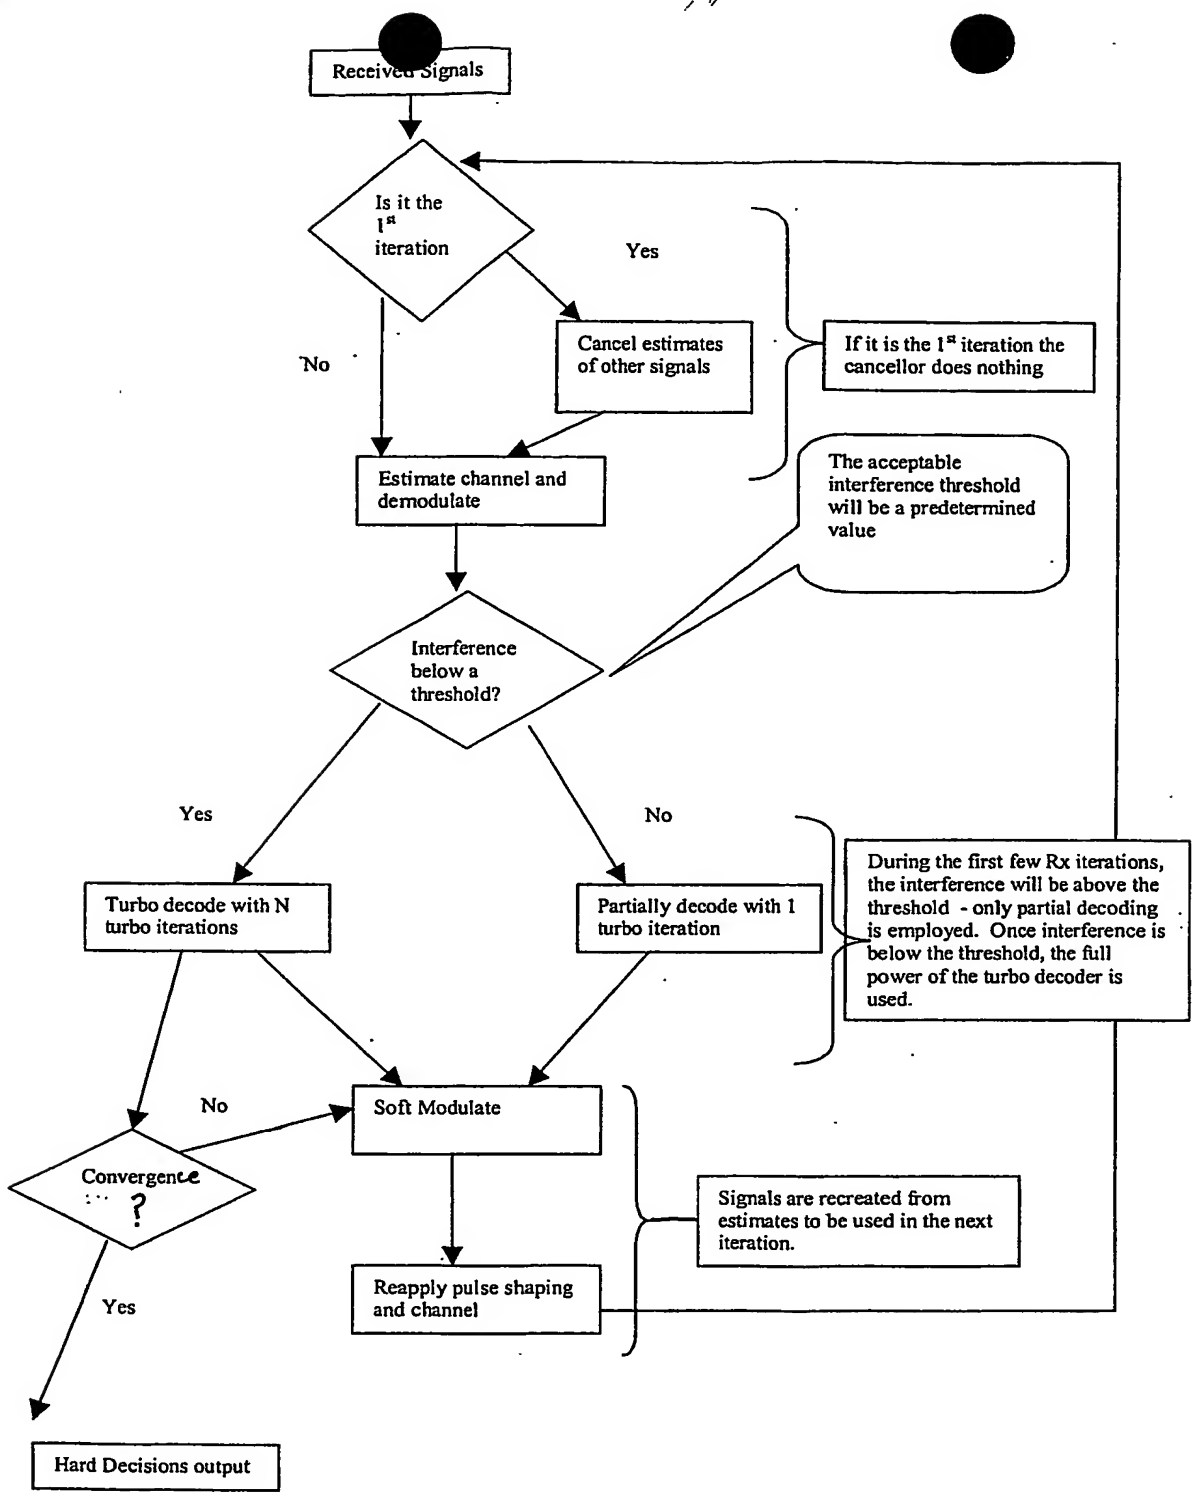 Received Signals
Is it the
1st
iteration
Yes
No
Cancel estimates
of other signals
If it is the 1st iteration the
cancellor does nothing
Estimate channel and
demodulate
The acceptable
interference threshold
will be a predetermined
value
Interference
below a
threshold?
Yes
No
Turbo decode with N
turbo iterations
Partially decode with 1
turbo iteration
During the first few Rx iterations,
the interference will be above the
threshold - only partial decoding
is employed. Once interference is
below the threshold, the full
power of the turbo decoder is
used.
No
Soft Modulate
Convergence
?
Signals are recreated from
estimates to be used in the next
iteration.
Reapply pulse shaping
and channel
Yes
Hard Decisions output